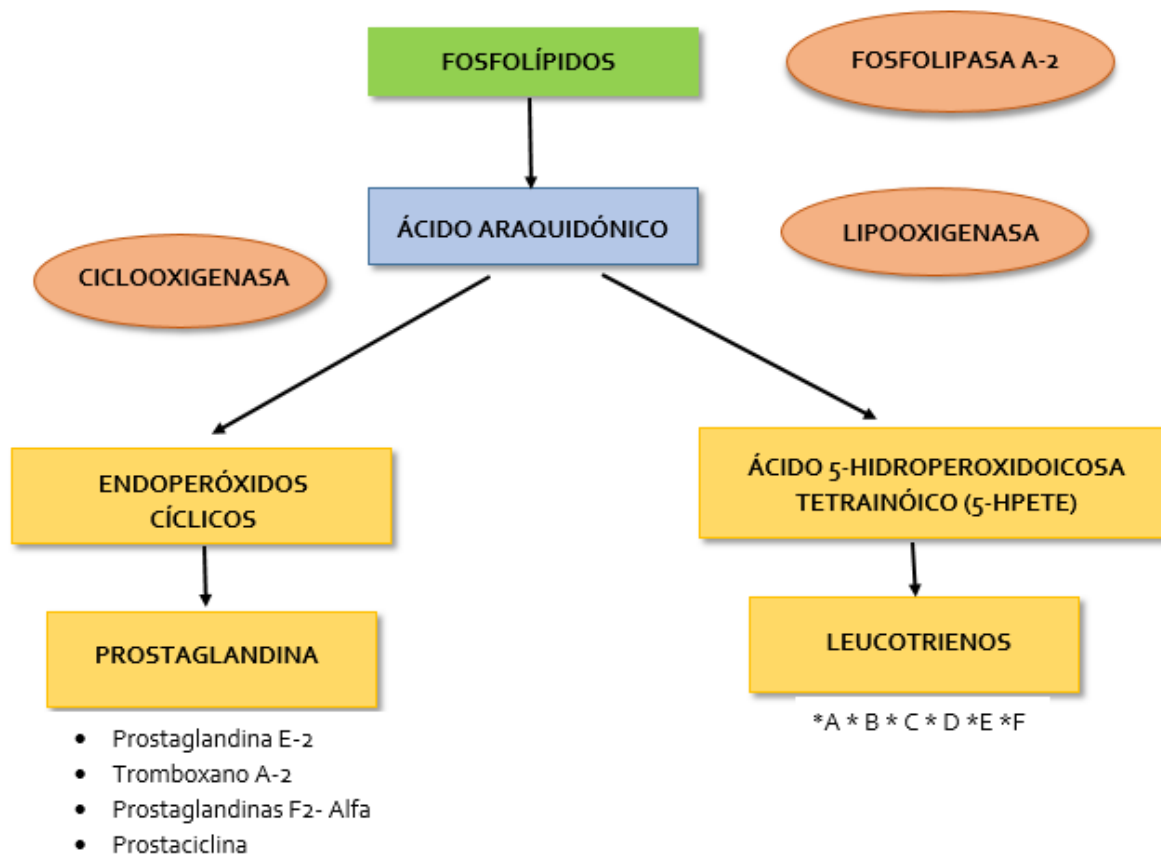 FOSFOLÍPIDOS
FOSFOLIPASA A-2
ÁCIDO ARAQUIDÓNICO
LIPOOXIGENASA
CICLOOXIGENASA
ENDOPERÓXIDOS
CÍCLICOS
ÁCIDO 5-HIDROPEROXIDOICOSA
TETRAINÓICO (5-HPETE)
PROSTAGLANDINA
LEUCOTRIENOS
*A * B * C * D *E *F
• Prostaglandina E-2
• Tromboxano A-2
• Prostaglandinas F2- Alfa
• Prostaciclina